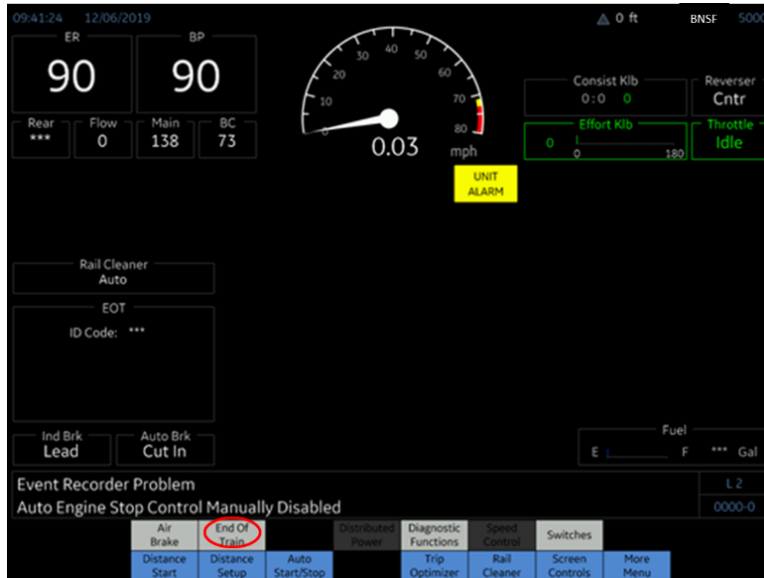 09:41:24 12/06/2019
0 ft
BNSF 5000
ER
90
BP
90
Rear
***
Flow
0
Main
138
BC
73
10
20
30
40
50
60
70
80
0
0.03 mph
UNIT
ALARM
Consist Klb
0:0 0
Reverser
Cntr
Effort Klb
0
0 180
Throttle
Idle
Rail Cleaner
Auto
EOT
ID Code: ***
Ind Brk
Lead
Auto Brk
Cut In
Fuel
E F *** Gal
Event Recorder Problem
L 2
Auto Engine Stop Control Manually Disabled
0000-0
Air
Brake
End Of
Train
Distributed
Power
Diagnostic
Functions
Speed
Control
Switches
Distance
Start
Distance
Setup
Auto
Start/Stop
Trip
Optimizer
Rail
Cleaner
Screen
Controls
More
Menu